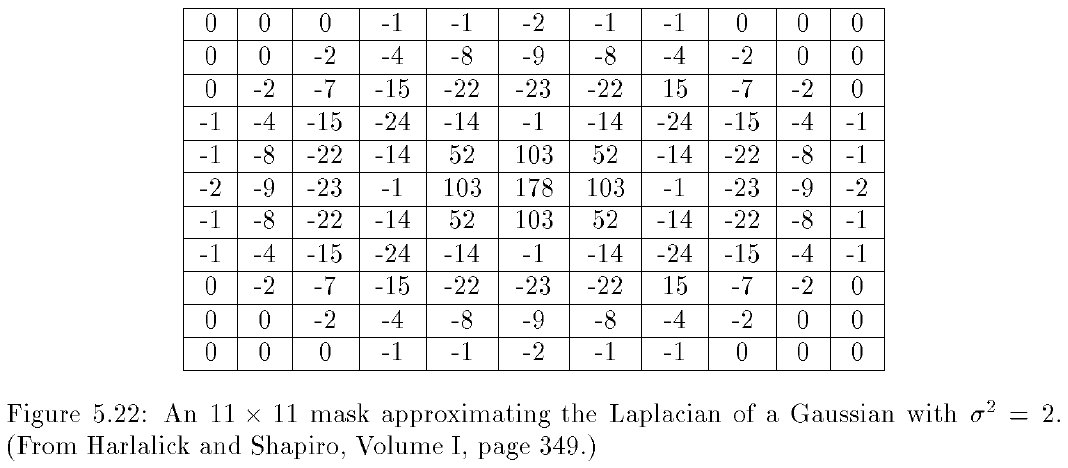 0 0 0 -1 -1 -2 -1 -1 0 0 0
0 0 -2 -4 -8 -9 -8 -4 -2 0 0
0 -2 -7 -15 -22 -23 -22 15 -7 -2 0
-1 -4 -15 -24 -14 -1 -14 -24 -15 -4 -1
-1 -8 -22 -14 52 103 52 -14 -22 -8 -1
-2 -9 -23 -1 103 178 103 -1 -23 -9 -2
-1 -8 -22 -14 52 103 52 -14 -22 -8 -1
-1 -4 -15 -24 -14 -1 -14 -24 -15 -4 -1
0 -2 -7 -15 -22 -23 -22 15 -7 -2 0
0 0 -2 -4 -8 -9 -8 -4 -2 0 0
0 0 0 -1 -1 -2 -1 -1 0 0 0
Figure 5.22: An 11 × 11 mask approximating the Laplacian of a Gaussian with σ² = 2.
(From Harlalick and Shapiro, Volume I, page 349.)